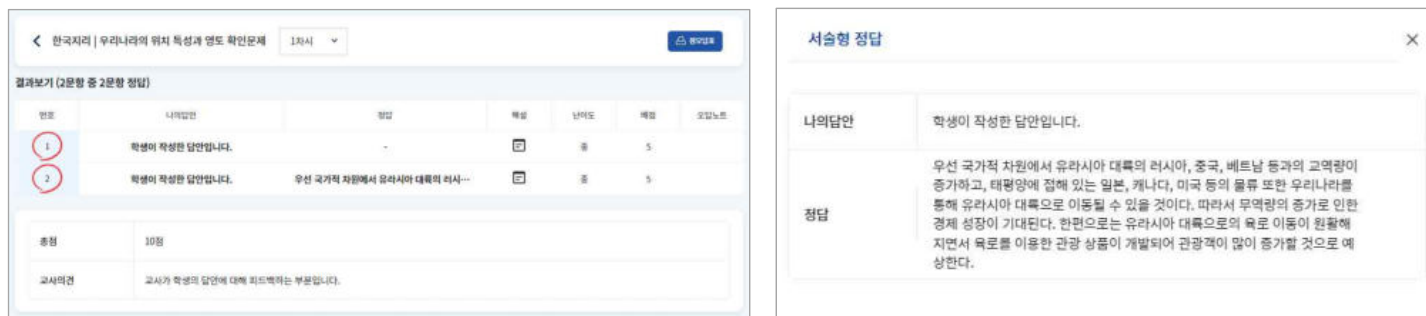 한국지리 | 우리나라의 위치 특성과 영토 확인문제 1차시
결과보기 (2문항 중 2문항 정답)
번호 나의답안 정답 해설 난이도 배점 오답노트
1 학생이 작성한 답안입니다. - 중 5
2 학생이 작성한 답안입니다. 우선 국가적 차원에서 유라시아 대륙의 러시… 중 5
총점 10점
교사의견 교사가 학생의 답안에 대해 피드백하는 부분입니다.
서술형 정답
나의답안 학생이 작성한 답안입니다.
정답
우선 국가적 차원에서 유라시아 대륙의 러시아, 중국, 베트남 등과의 교역량이
증가하고, 태평양에 접해 있는 일본, 캐나다, 미국 등의 물류 또한 우리나라를
통해 유라시아 대륙으로 이동될 수 있을 것이다. 따라서 무역량의 증가로 인한
경제 성장이 기대된다. 한편으로는 유라시아 대륙으로의 육로 이동이 원활해
지면서 육로를 이용한 관광 상품이 개발되어 관광객이 많이 증가할 것으로 예
상한다.